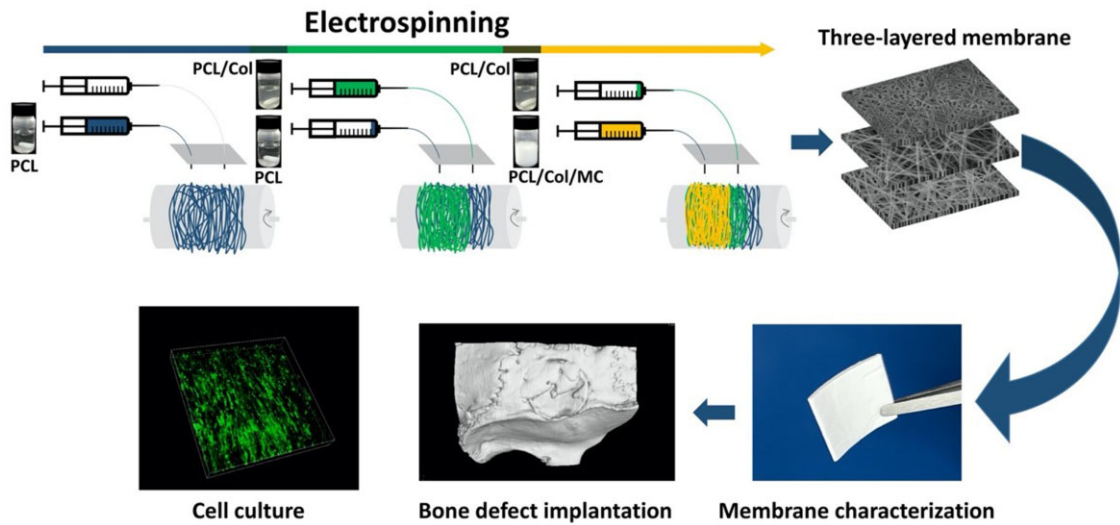 Electrospinning
Three-layered membrane
PCL/Col
PCL/Col
PCL
PCL
PCL/Col/MC
Cell culture
Bone defect implantation
Membrane characterization